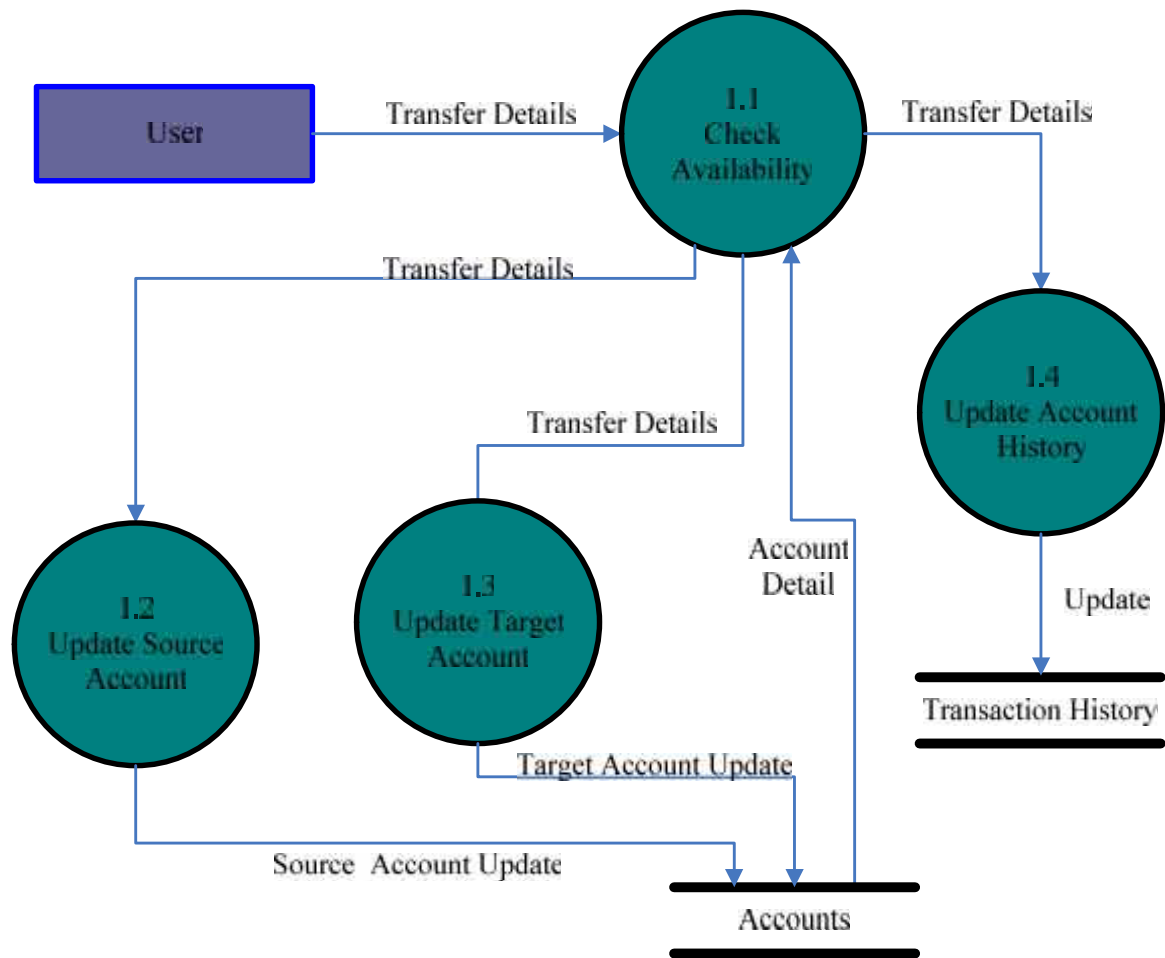 User
Transfer Details
1.1
Check
Availability
Transfer Details
Transfer Details
Transfer Details
1.4
Update Account
History
Account
Detail
1.2
Update Source
Account
1.3
Update Target
Account
Update
Transaction History
Target Account Update
Source Account Update
Accounts